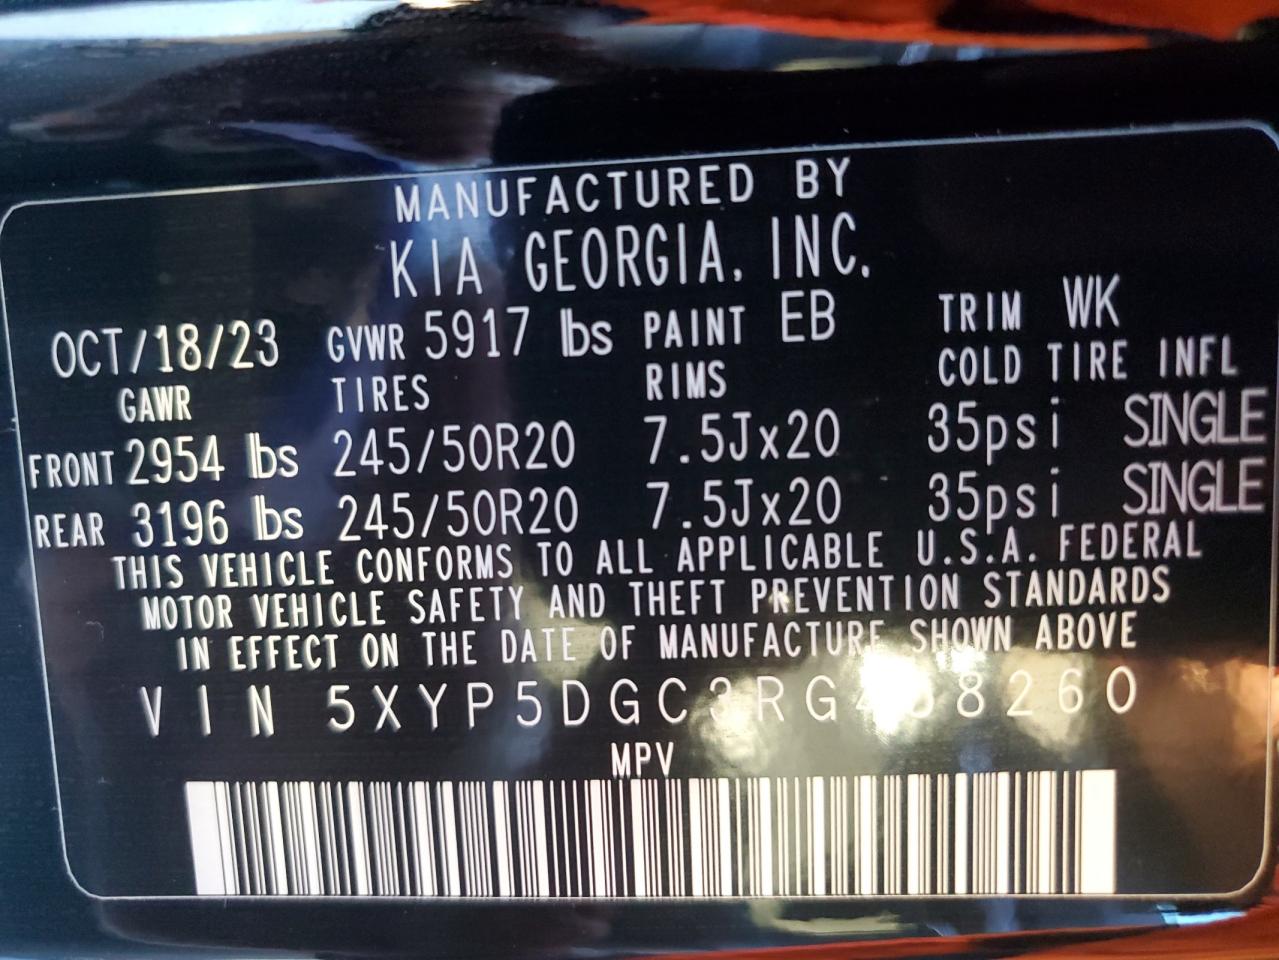 MANUFACTURED BY
KIA GEORGIA, INC.
OCT/18/23 GVWR 5917 lbs PAINT EB TRIM WK
GAWR TIRES RIMS COLD TIRE INFL
FRONT 2954 lbs 245/50R20 7.5Jx20 35psi SINGLE
REAR 3196 lbs 245/50R20 7.5Jx20 35psi SINGLE
THIS VEHICLE CONFORMS TO ALL APPLICABLE U.S.A. FEDERAL
MOTOR VEHICLE SAFETY AND THEFT PREVENTION STANDARDS
IN EFFECT ON THE DATE OF MANUFACTURE SHOWN ABOVE
VIN
MPV